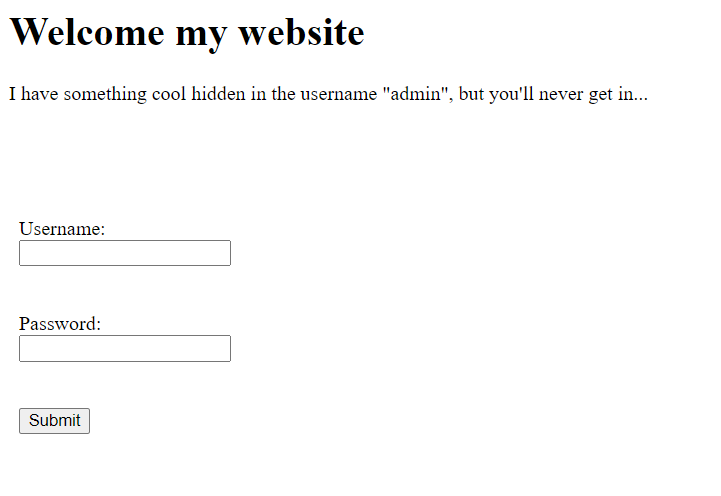 Welcome my website
I have something cool hidden in the username "admin", but you'll never get in...
Username:
Password:
Submit